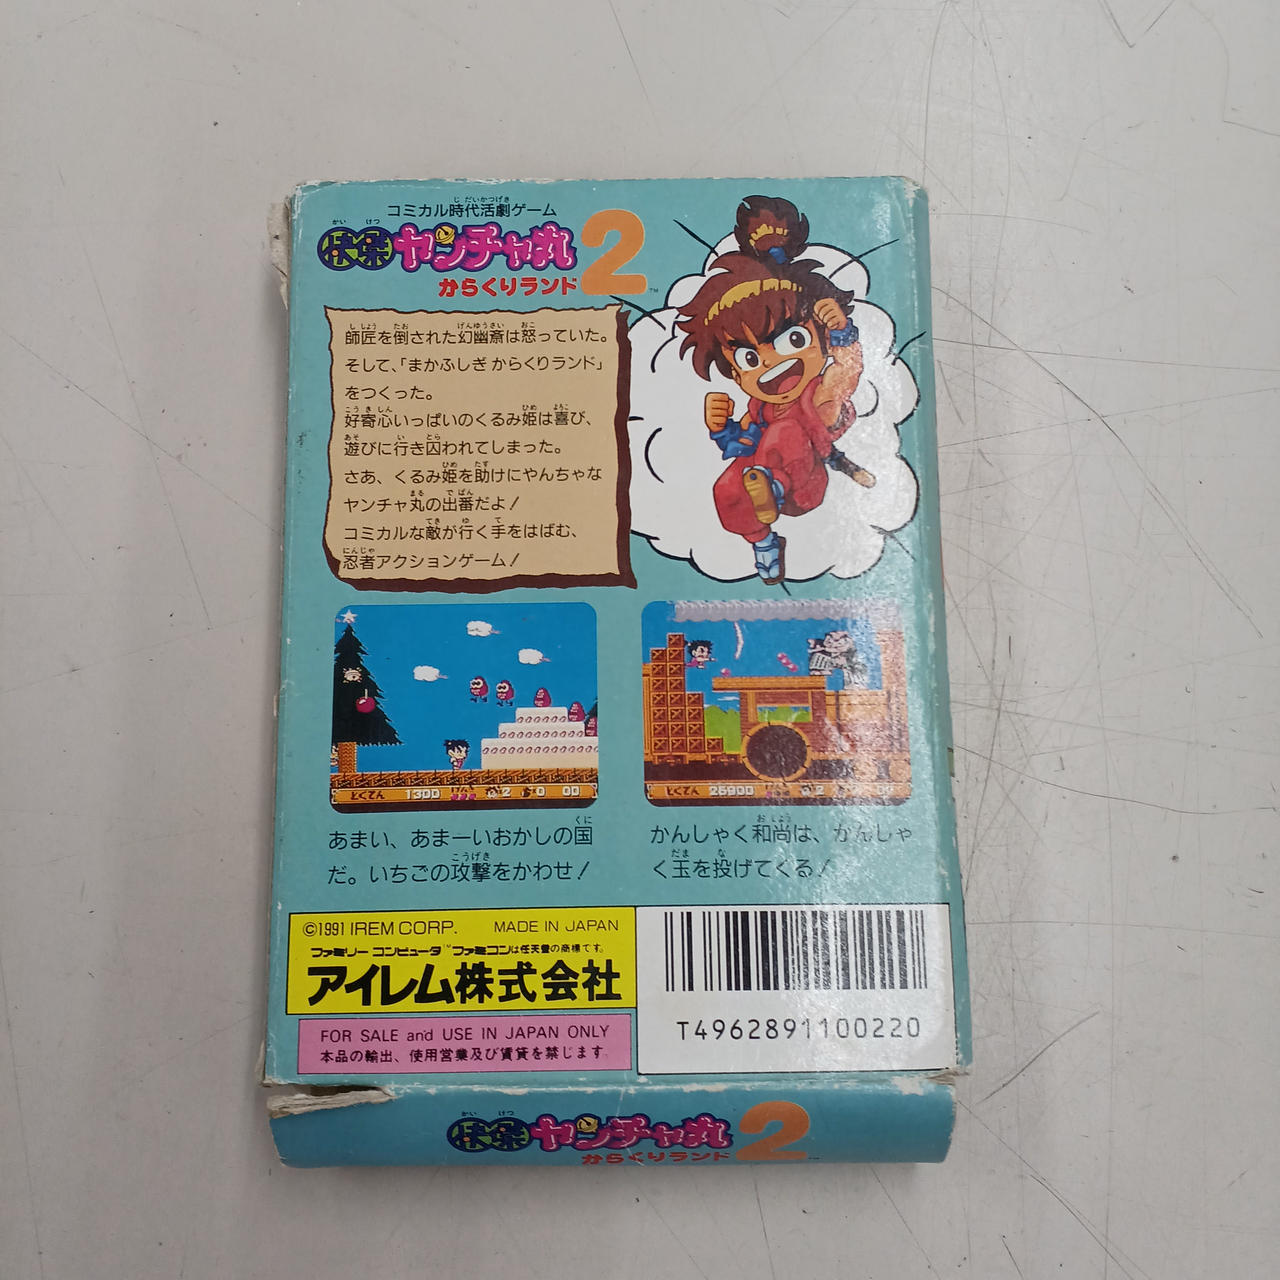 コミカル時代活劇ゲーム
快傑ヤンチャ丸2
からくりランド
師匠を倒された幻幽斎は怒っていた。
そして、「まかふしぎ からくりランド」
をつくった。
好寄心いっぱいのくるみ姫は喜び、
遊びに行き囚われてしまった。
さあ、くるみ姫を助けにやんちゃな
ヤンチャ丸の出番だよ!
コミカルな敵が行く手をはばむ、
忍者アクションゲーム!
とくてん 1300 2 0 00
とくてん 25900 2
あまい、あまーいおかしの国
だ。いちごの攻撃をかわせ!
かんしゃく和尚は、かんしゃ
く玉を投げてくる!
©1991 IREM CORP. MADE IN JAPAN
ファミリーコンピュータ™ファミコンは任天堂の商標です。
アイレム株式会社
FOR SALE and USE IN JAPAN ONLY
本品の輸出、使用営業及び賃貸を禁じます。
T4962891100220
快傑ヤンチャ丸2
からくりランド